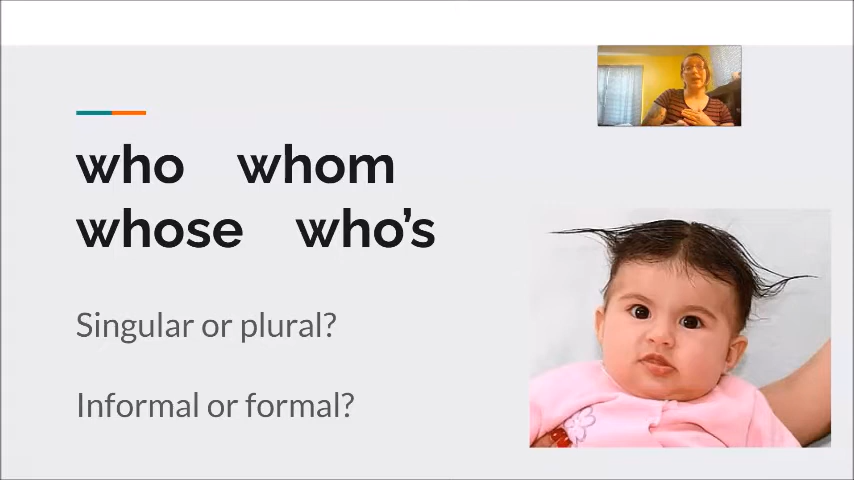 who whom
whose who’s
Singular or plural?
Informal or formal?